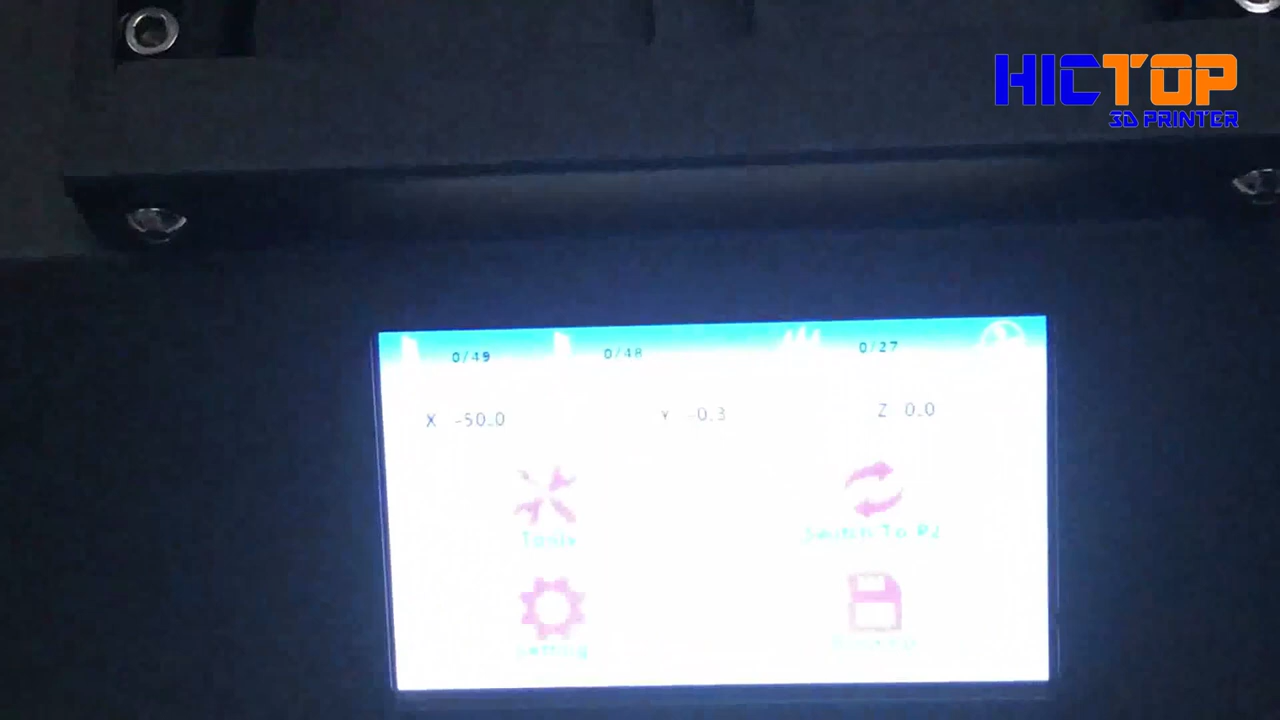 HICTOP
3D PRINTER
0/49 0/48 0/27
X -50.0 Y -0.3 Z 0.0
Tools Switch To R2
Setting